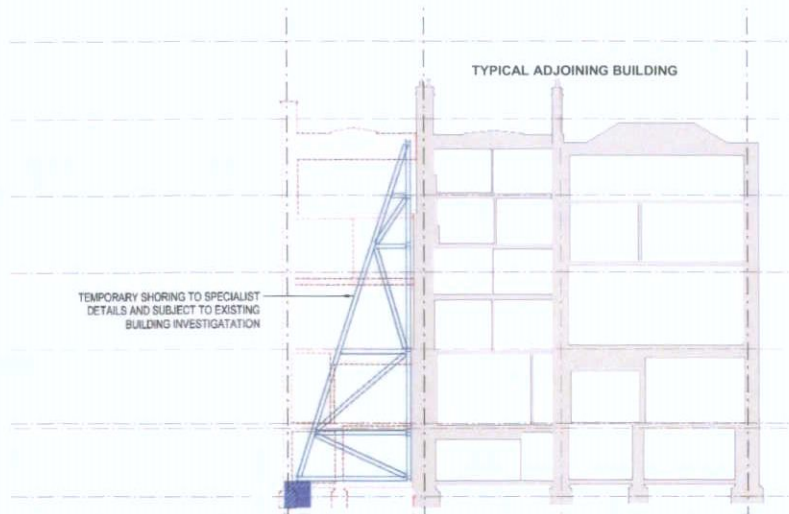 TYPICAL ADJOINING BUILDING
TEMPORARY SHORING TO SPECIALIST
DETAILS AND SUBJECT TO EXISTING
BUILDING INVESTIGATATION